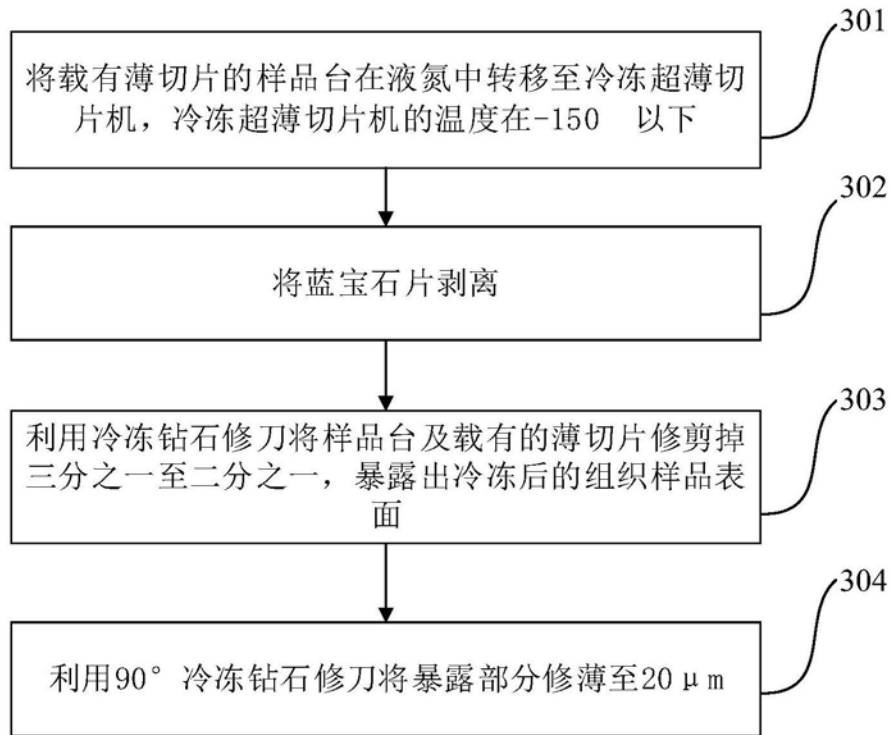 301
将载有薄切片的样品台在液氮中转移至冷冻超薄切
片机，冷冻超薄切片机的温度在-150  以下
302
将蓝宝石片剥离
303
利用冷冻钻石修刀将样品台及载有的薄切片修剪掉
三分之一至二分之一，暴露出冷冻后的组织样品表
面
304
利用90° 冷冻钻石修刀将暴露部分修薄至20μm